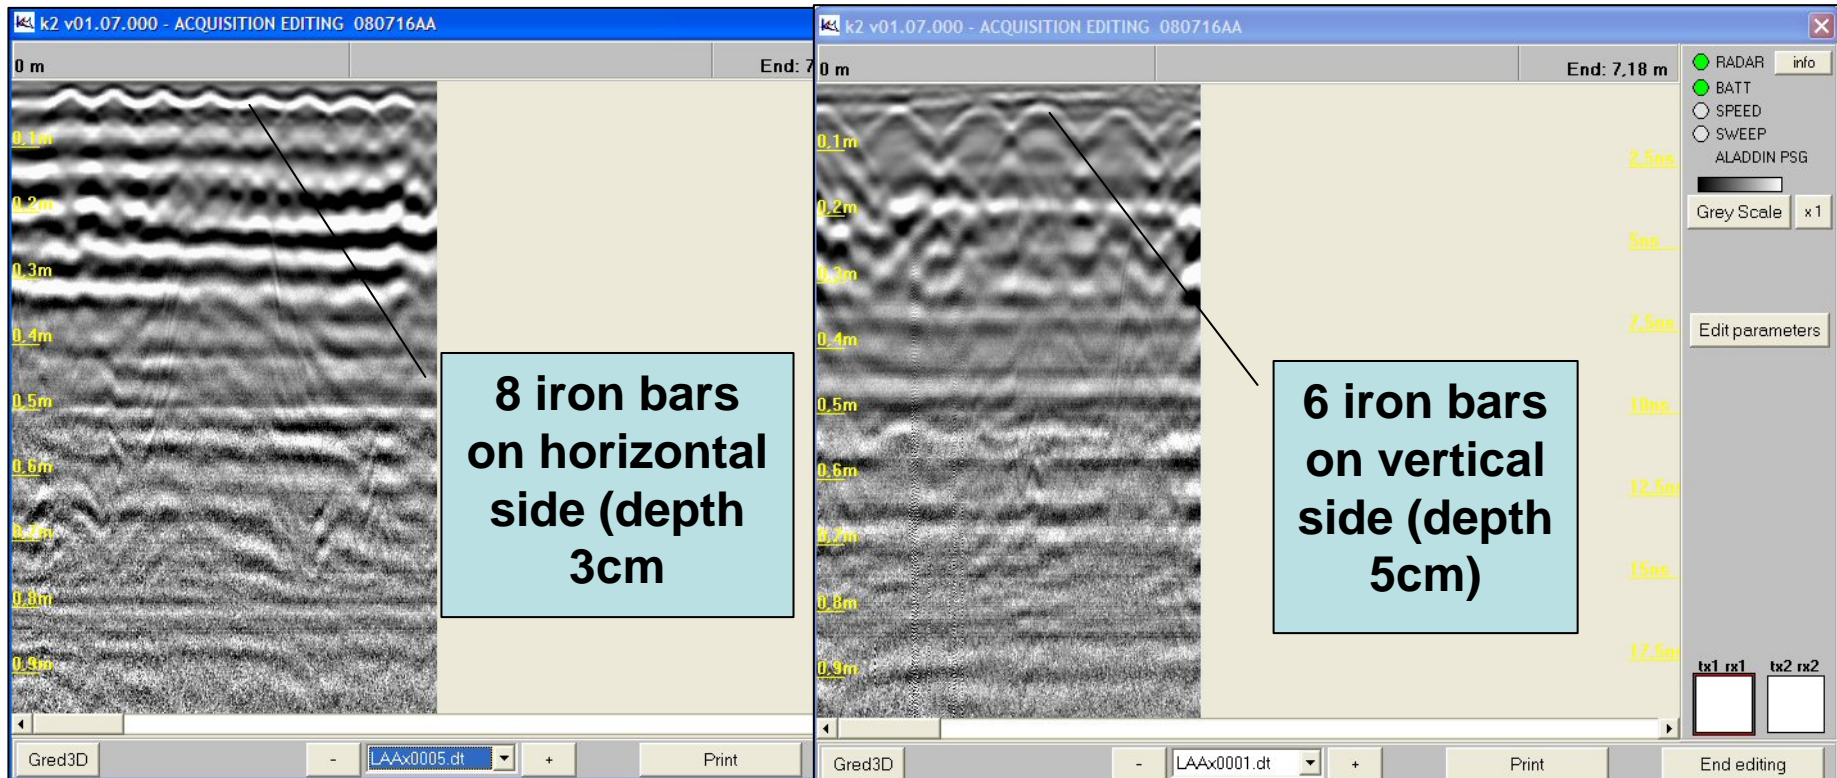 k2 v01.07.000 - ACQUISITION EDITING 080716AA
0 m
End: 7
0,1m
0,2m
0,3m
0,4m
0,5m
0,6m
0,7m
0,8m
0,9m
8 iron bars
on horizontal
side (depth
3cm
Gred3D
-
LAAx0005.dt
+
Print
k2 v01.07.000 - ACQUISITION EDITING 080716AA
0 m
End: 7,18 m
0,1m
0,2m
0,3m
0,4m
0,5m
0,6m
0,7m
0,8m
0,9m
2,5ns
5ns
7,5ns
10ns
12,5ns
15ns
17,5ns
6 iron bars
on vertical
side (depth
5cm)
RADAR info
BATT
SPEED
SWEEP
ALADDIN PSG
Grey Scale x1
Edit parameters
tx1 rx1 tx2 rx2
Gred3D
-
LAAx0001.dt
+
Print
End editing